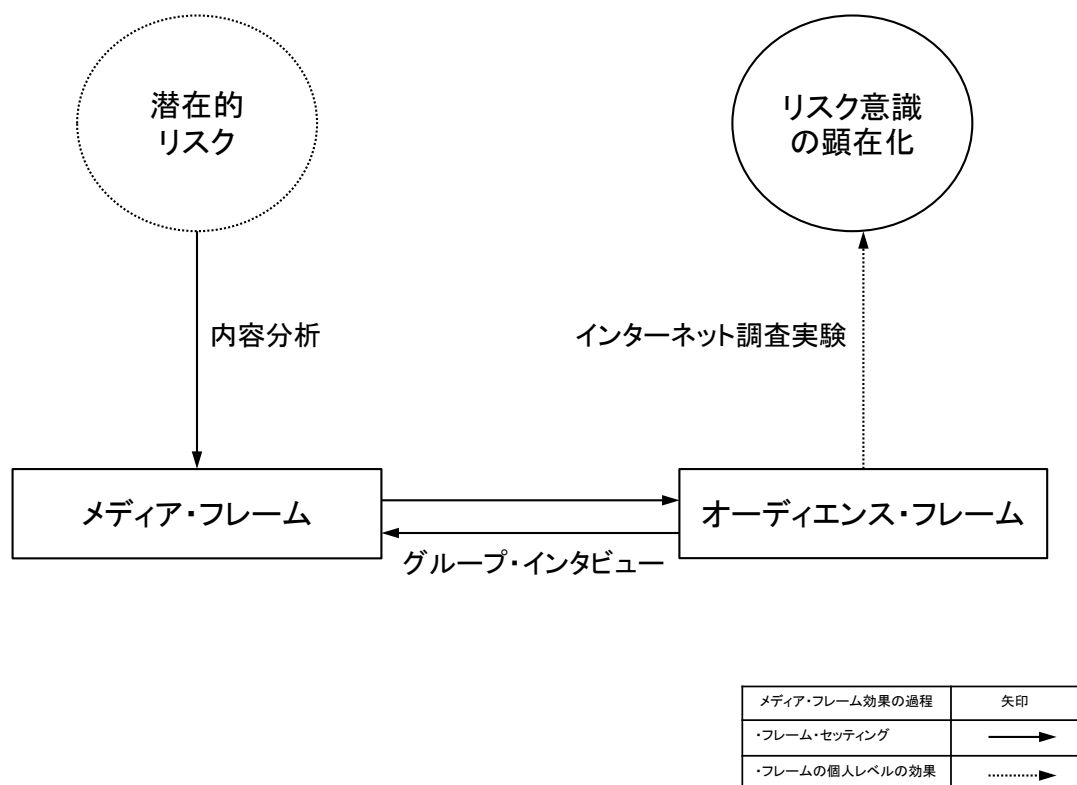 潜在的
リスク
リスク意識
の顕在化
内容分析
インターネット調査実験
メディア・フレーム
オーディエンス・フレーム
グループ・インタビュー
メディア・フレーム効果の過程 矢印
・フレーム・セッティング
・フレームの個人レベルの効果